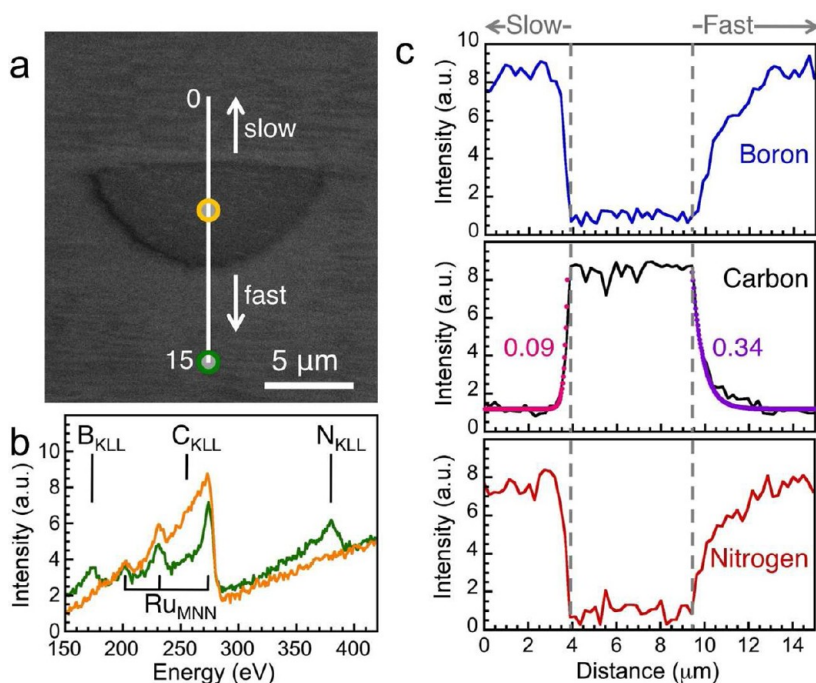 a
0
slow
fast
15
5 μm
b
B_KLL
C_KLL
N_KLL
Ru_MNN
Intensity (a.u.)
8
6
4
2
0
150 200 250 300 350 400
Energy (eV)
c
Slow
Fast
Intensity (a.u.)
10
8
6
4
2
0
Boron
Intensity (a.u.)
8
6
4
2
0
Carbon
0.09
0.34
Intensity (a.u.)
10
8
6
4
2
0
Nitrogen
0 2 4 6 8 10 12 14
Distance (μm)